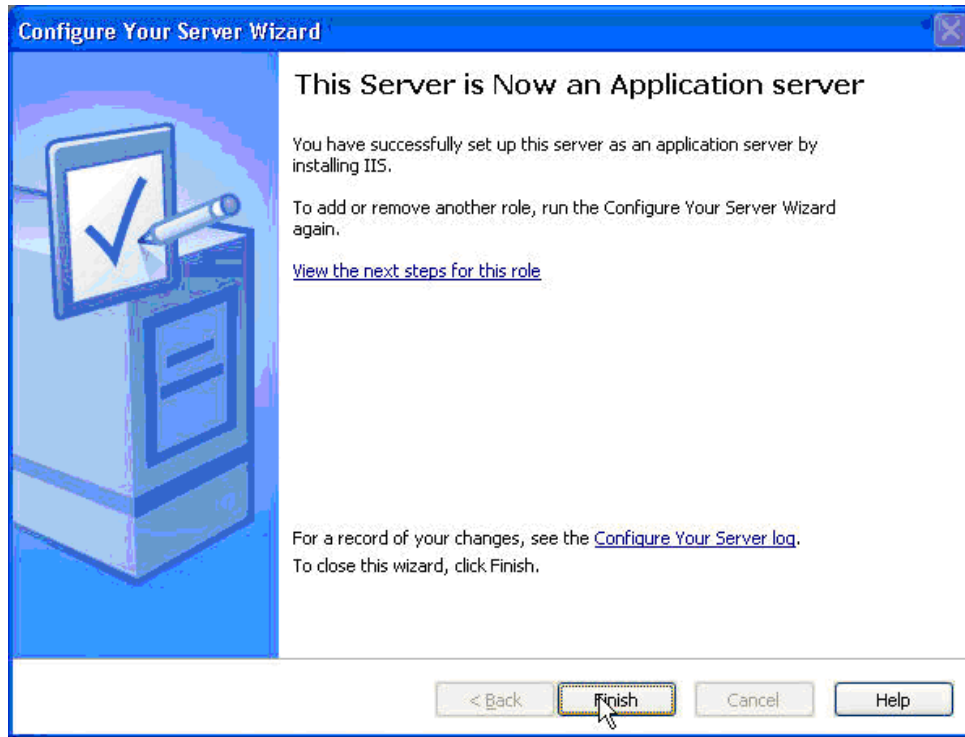 Configure Your Server Wizard
This Server is Now an Application server
You have successfully set up this server as an application server by
installing IIS.
To add or remove another role, run the Configure Your Server Wizard
again.
View the next steps for this role
For a record of your changes, see the Configure Your Server log.
To close this wizard, click Finish.
< Back
Finish
Cancel
Help